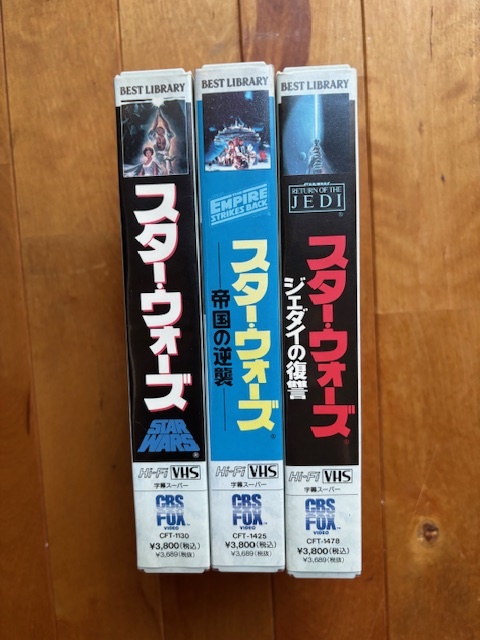 BEST LIBRARY
スター・ウォーズ
STAR
WARS®
Hi-Fi VHS
字幕スーパー
CBS
FOX
VIDEO
CFT-1130
¥3,800(税込)
¥3,689(税抜)
BEST LIBRARY
EMPIRE
STRIKES BACK
スター・ウォーズ®
帝国の逆襲
Hi-Fi VHS
字幕スーパー
CBS
FOX™
VIDEO
CFT-1425
¥3,800(税込)
¥3,689(税抜)
BEST LIBRARY
STAR WARS
RETURN OF THE
JEDI®
スター・ウォーズ®
ジェダイの復讐
Hi-Fi VHS
字幕スーパー
CBS
FOX™
VIDEO
CFT-1478
¥3,800(税込)
¥3,689(税抜)